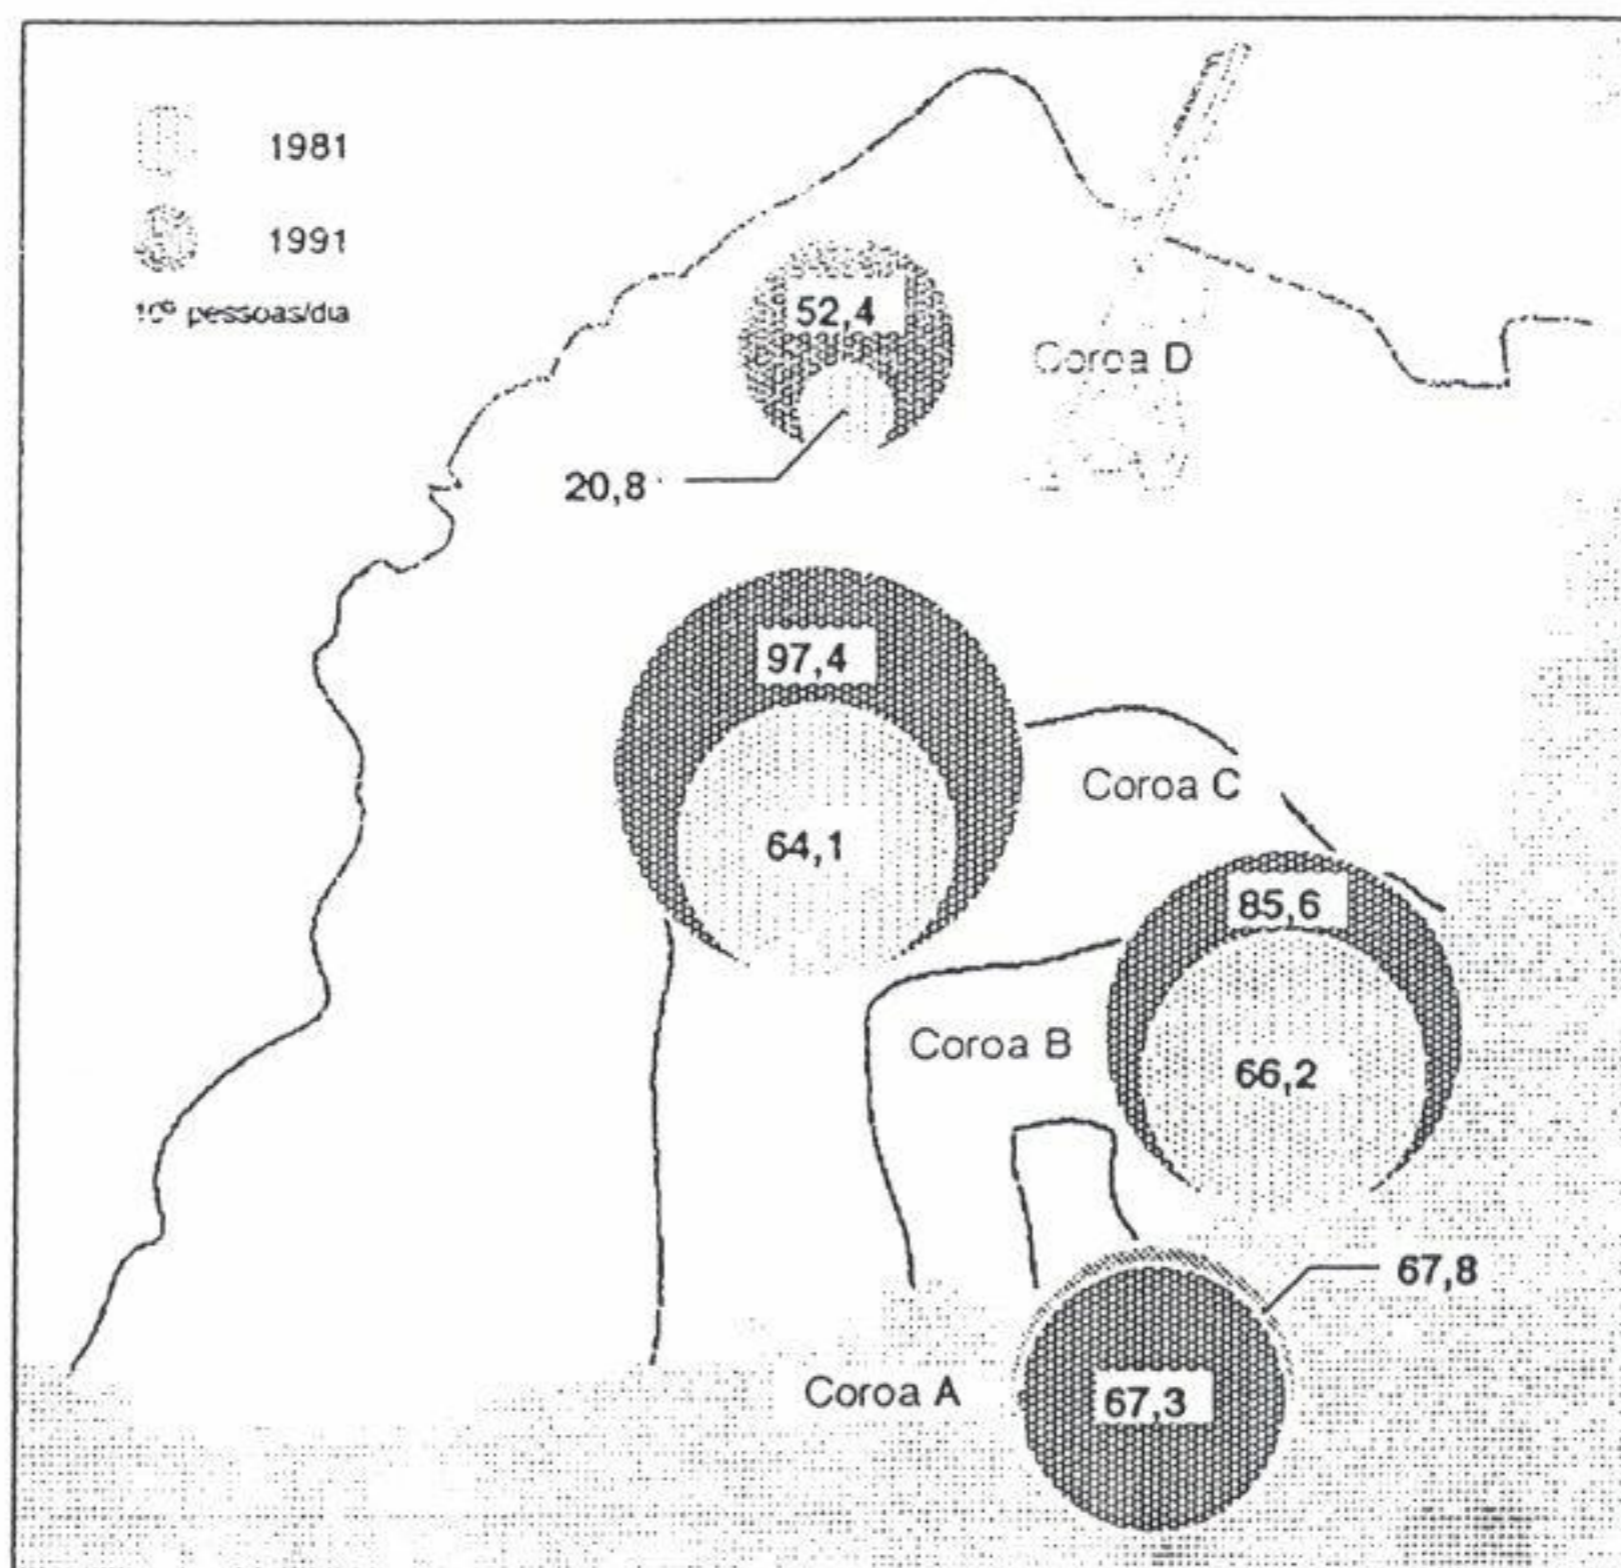 1981
1991
pessoas/dia
52,4
Coroa D
20,8
97,4
Coroa C
64,1
85,6
Coroa B
66,2
67,8
Coroa A
67,3